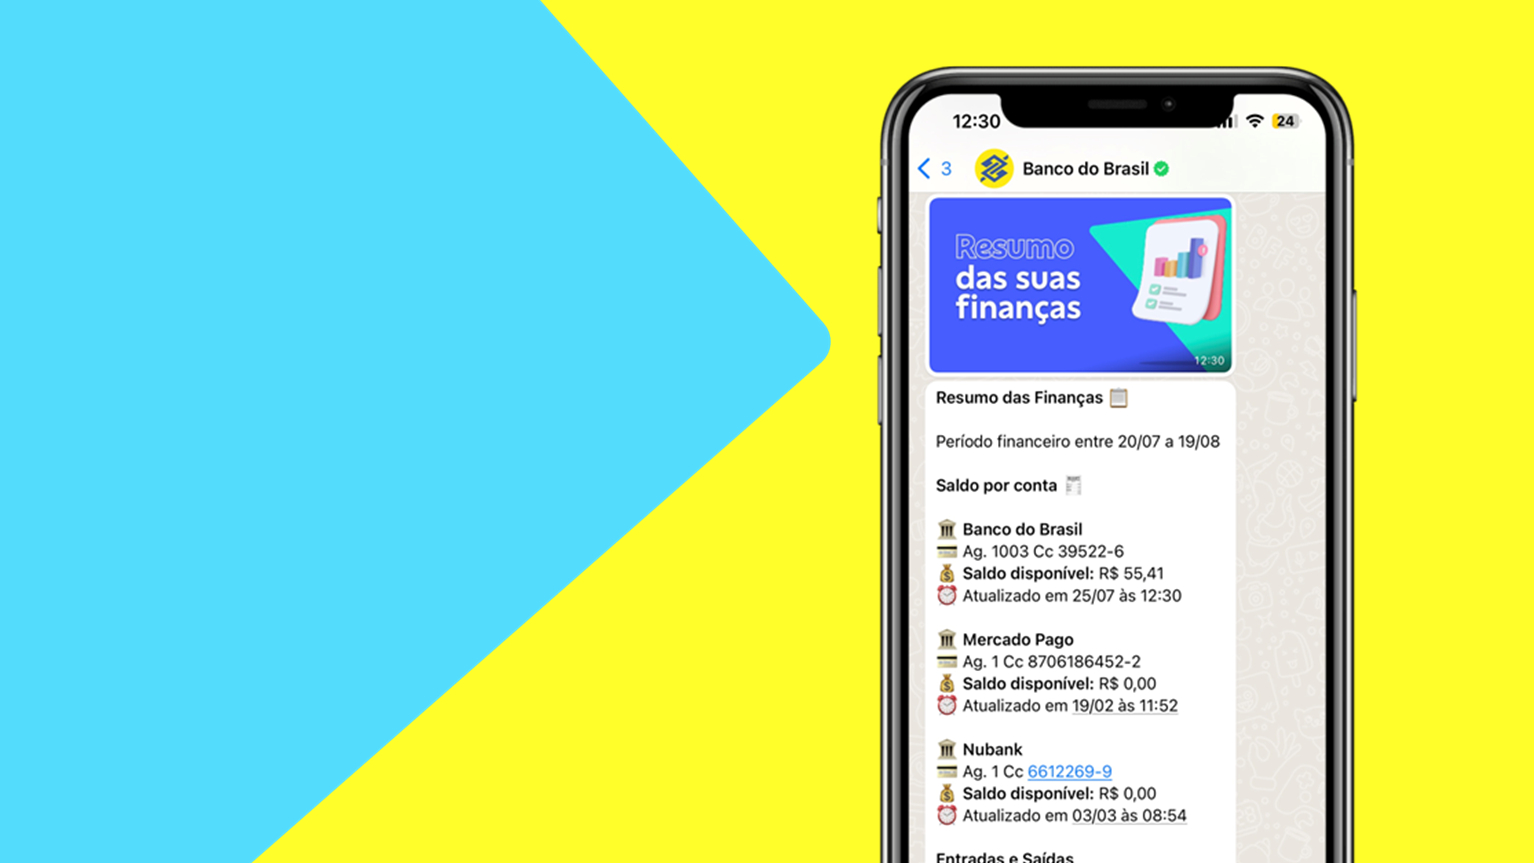 12:30
24
3
Banco do Brasil
Resumo
das suas
finanças
12:30
Resumo das Finanças
Período financeiro entre 20/07 a 19/08
Saldo por conta
Banco do Brasil
Ag. 1003 Cc 39522-6
Saldo disponível: R$ 55,41
Atualizado em 25/07 às 12:30
Mercado Pago
Ag. 1 Cc 8706186452-2
Saldo disponível: R$ 0,00
Atualizado em 19/02 às 11:52
Nubank
Ag. 1 Cc 6612269-9
Saldo disponível: R$ 0,00
Atualizado em 03/03 às 08:54
Entradas e Saídas